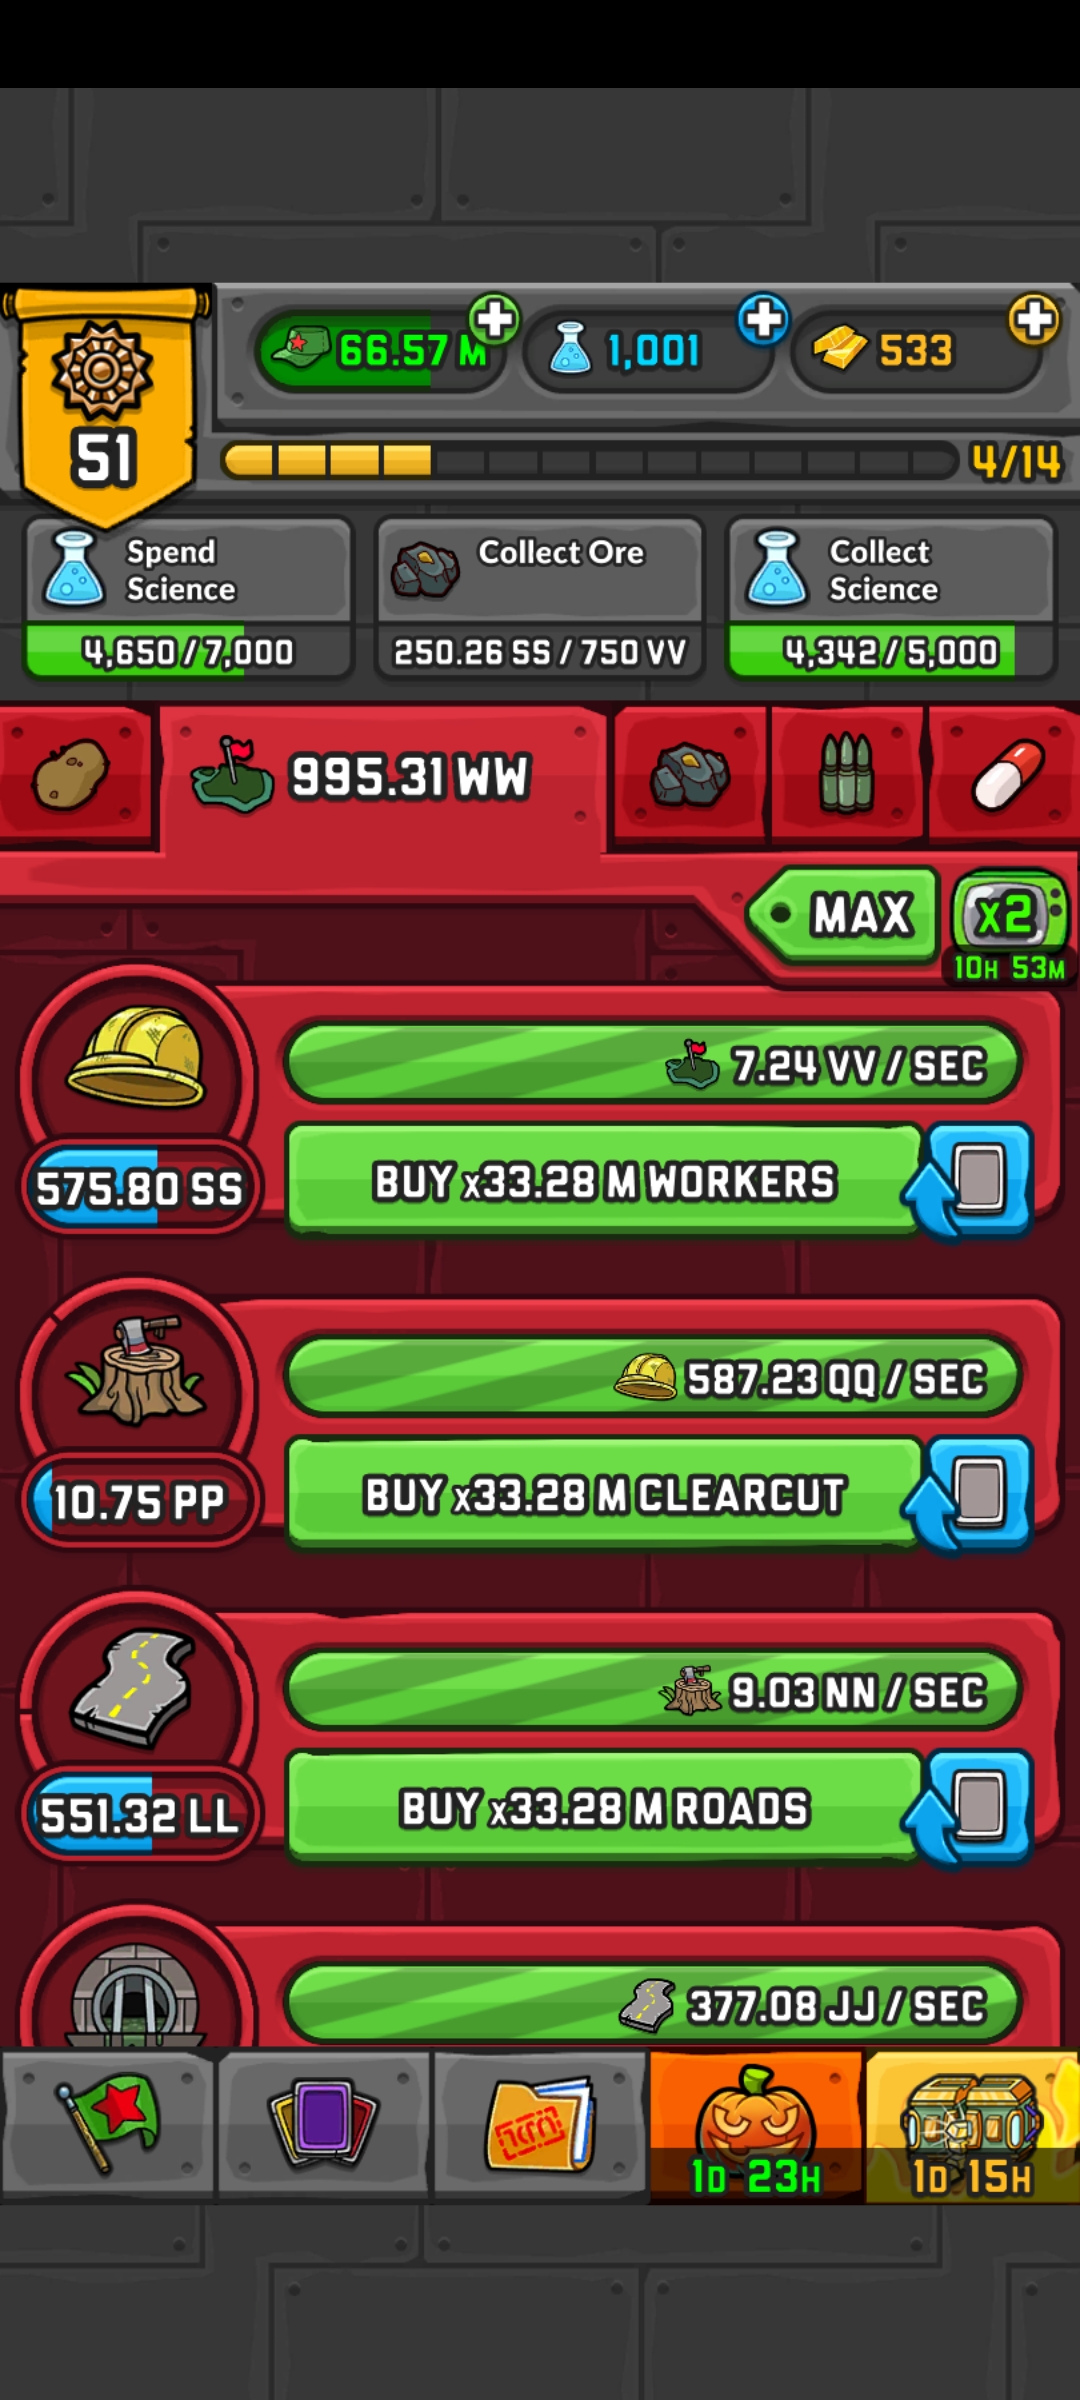 66.57 M
1,001
533
51
4/14
Spend
Science
4,650/7,000
Collect Ore
250.26 SS/750 VV
Collect
Science
4,342/5,000
995.31 WW
MAX
x2
10H 53M
7.24 VV/SEC
575.80 SS
BUY x33.28 M WORKERS
587.23 QQ/SEC
10.75 PP
BUY x33.28 M CLEARCUT
9.03 NN/SEC
551.32 LL
BUY x33.28 M ROADS
377.08 JJ/SEC
1D 23H
1D 15H